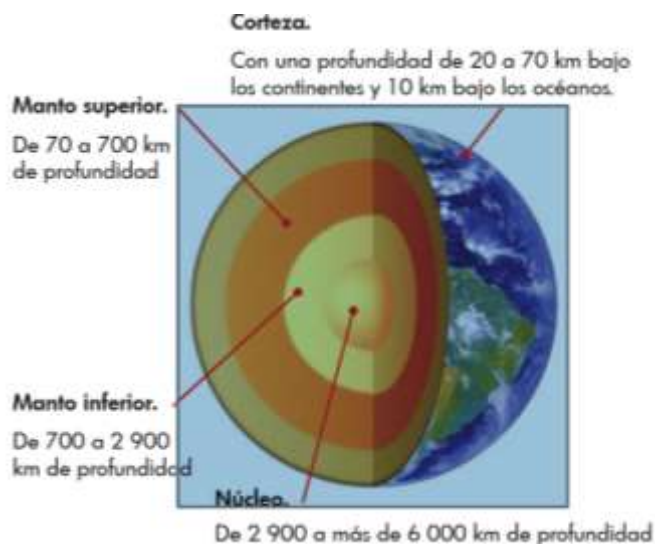 Corteza.
Con una profundidad de 20 a 70 km bajo
los continentes y 10 km bajo los océanos.
Manto superior.
De 70 a 700 km
de profundidad
Manto inferior.
De 700 a 2 900
km de profundidad
Núcleo.
De 2 900 a más de 6 000 km de profundidad